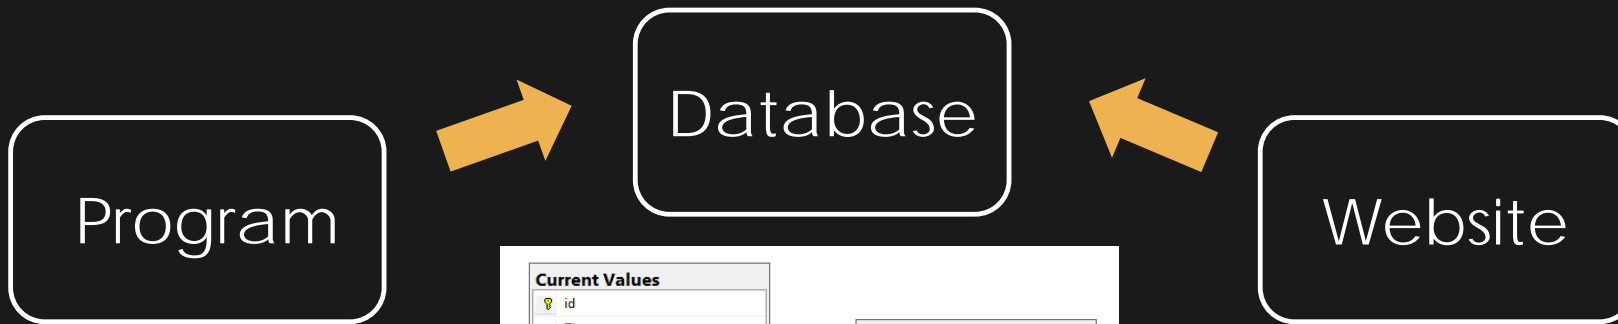 Database
Program
Website
Current Values
id